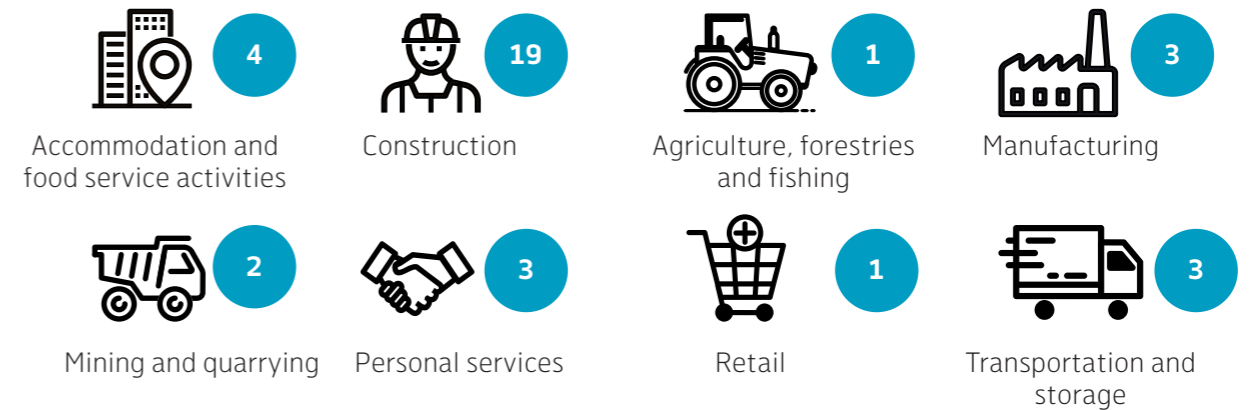 4
19
1
3
Accommodation and
food service activities
Construction
Agriculture, forestries
and fishing
Manufacturing
2
3
1
3
Mining and quarrying
Personal services
Retail
Transportation and
storage